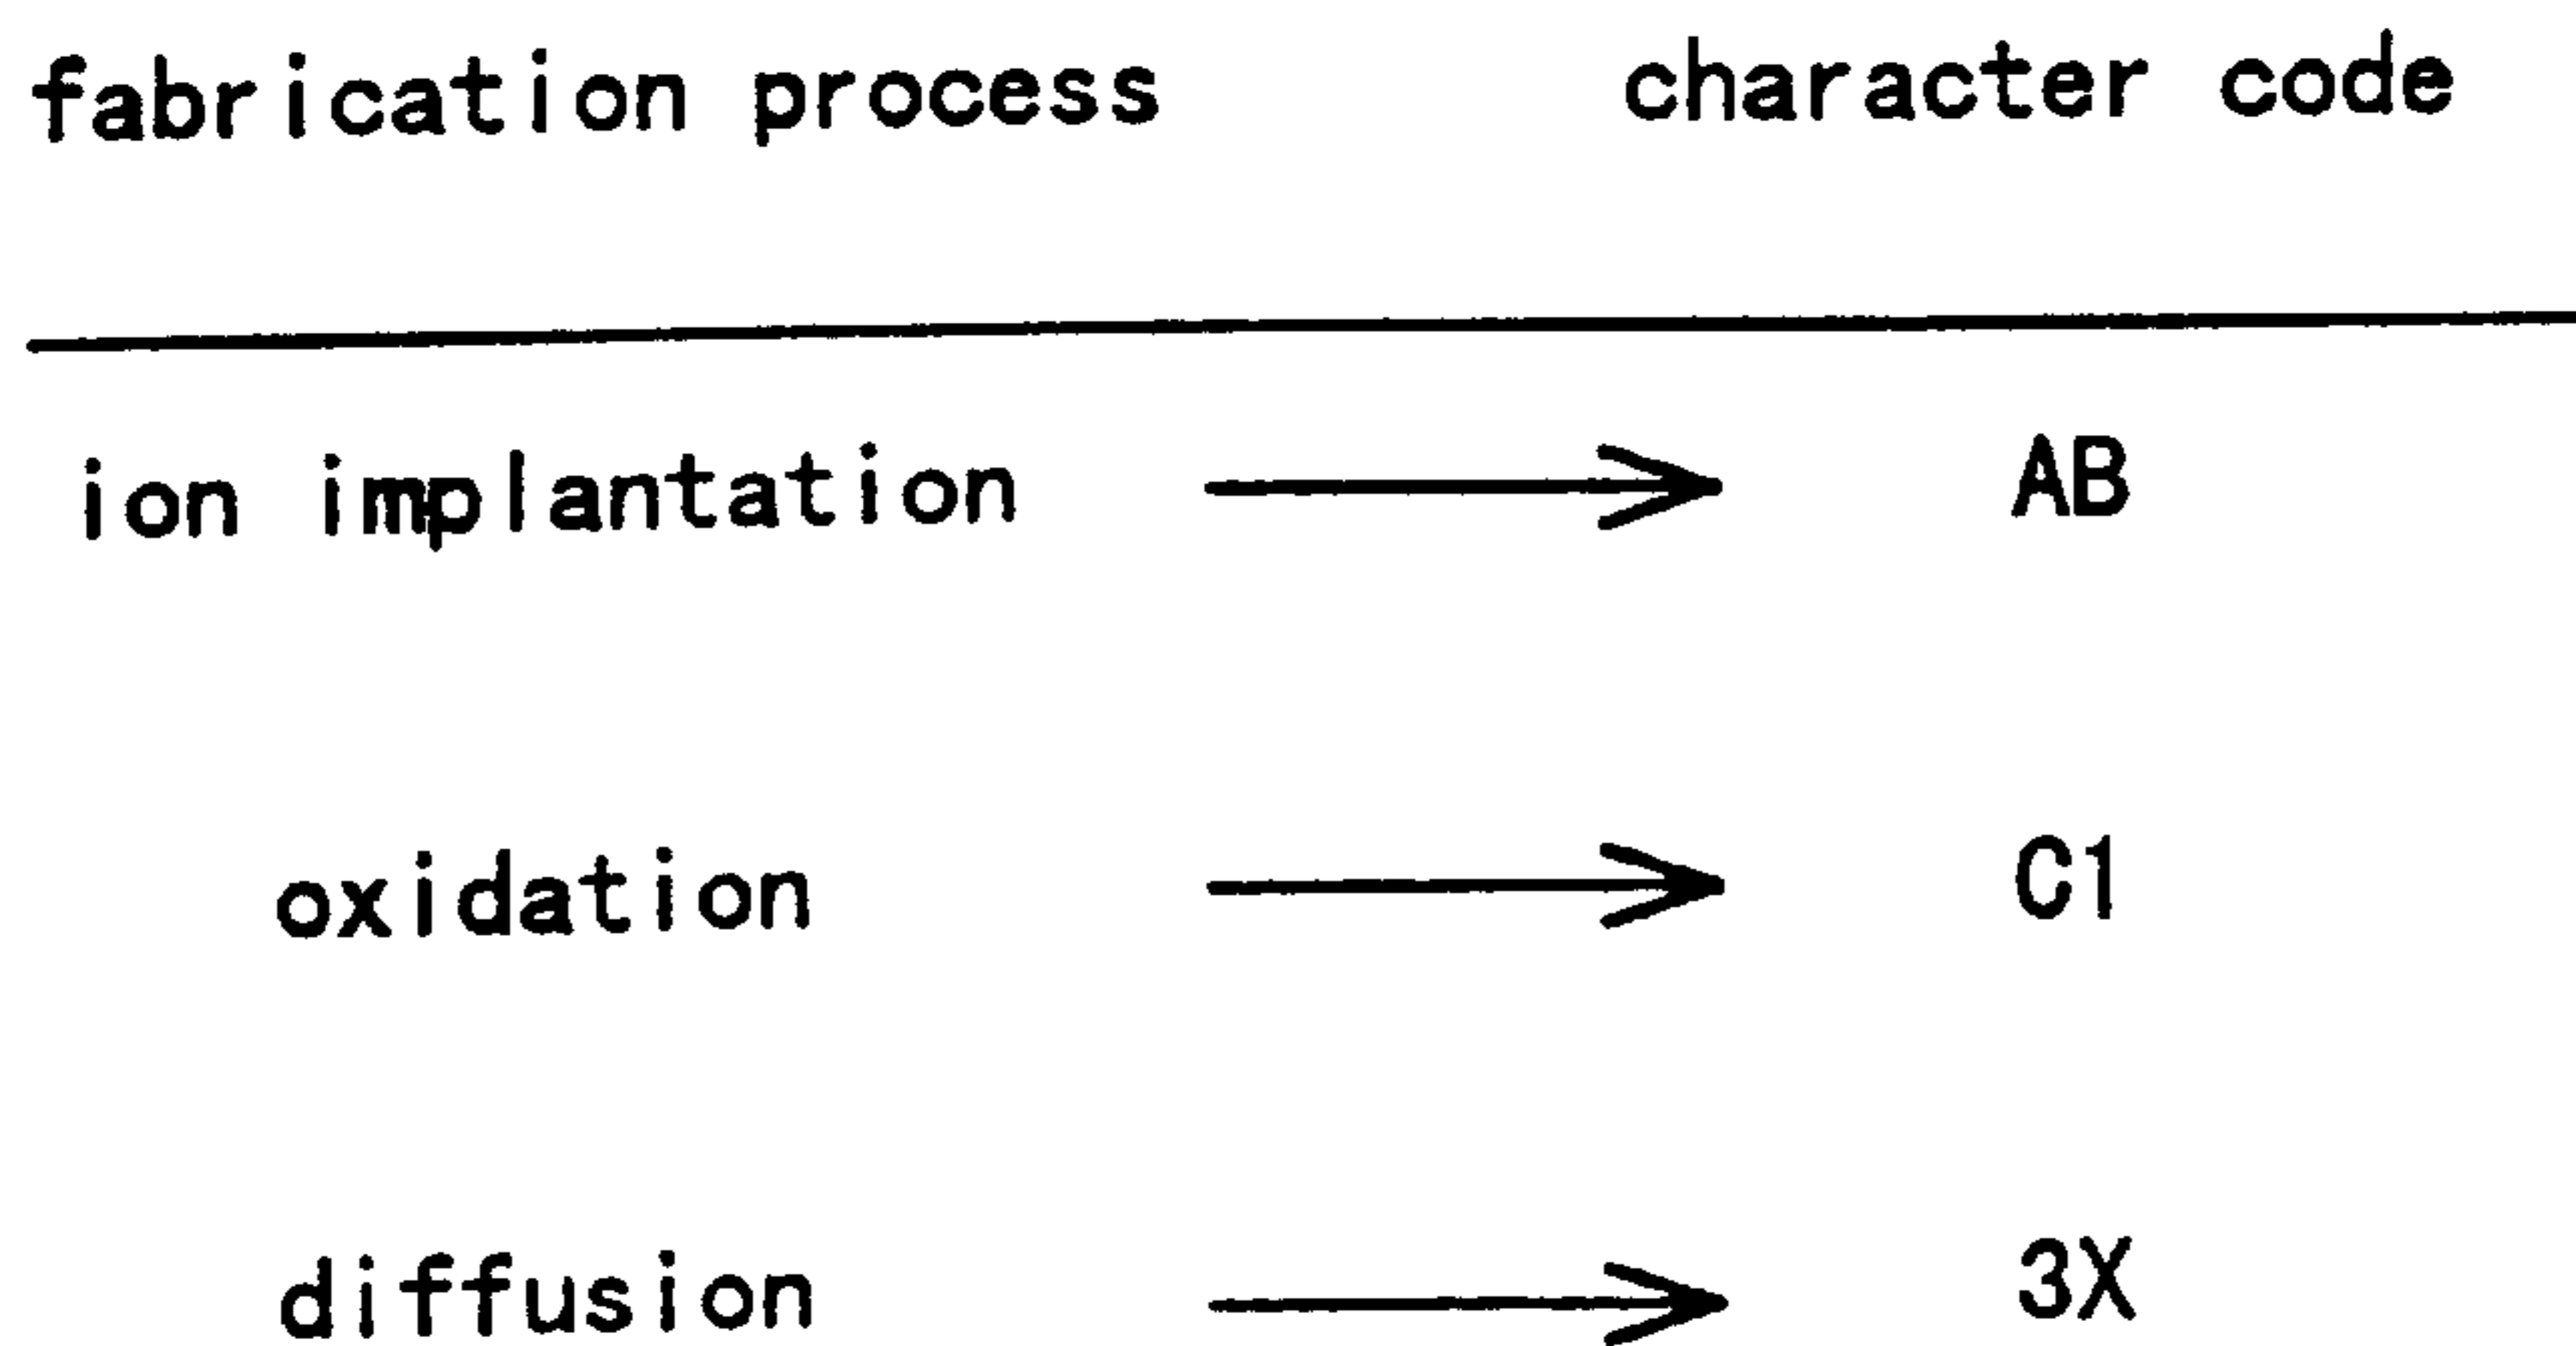 fabrication process character code
ion implantation AB
oxidation C1
diffusion 3X